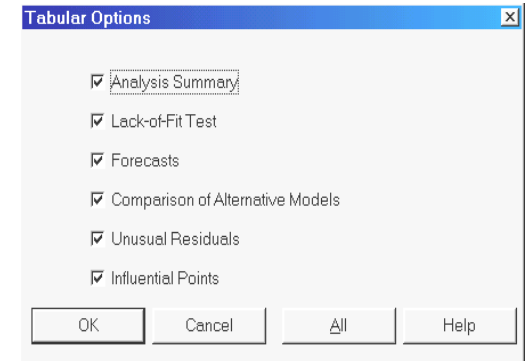 Tabular Options
Analysis Summary
Lack-of-Fit Test
Forecasts
Comparison of Alternative Models
Unusual Residuals
Influential Points
OK Cancel All Help